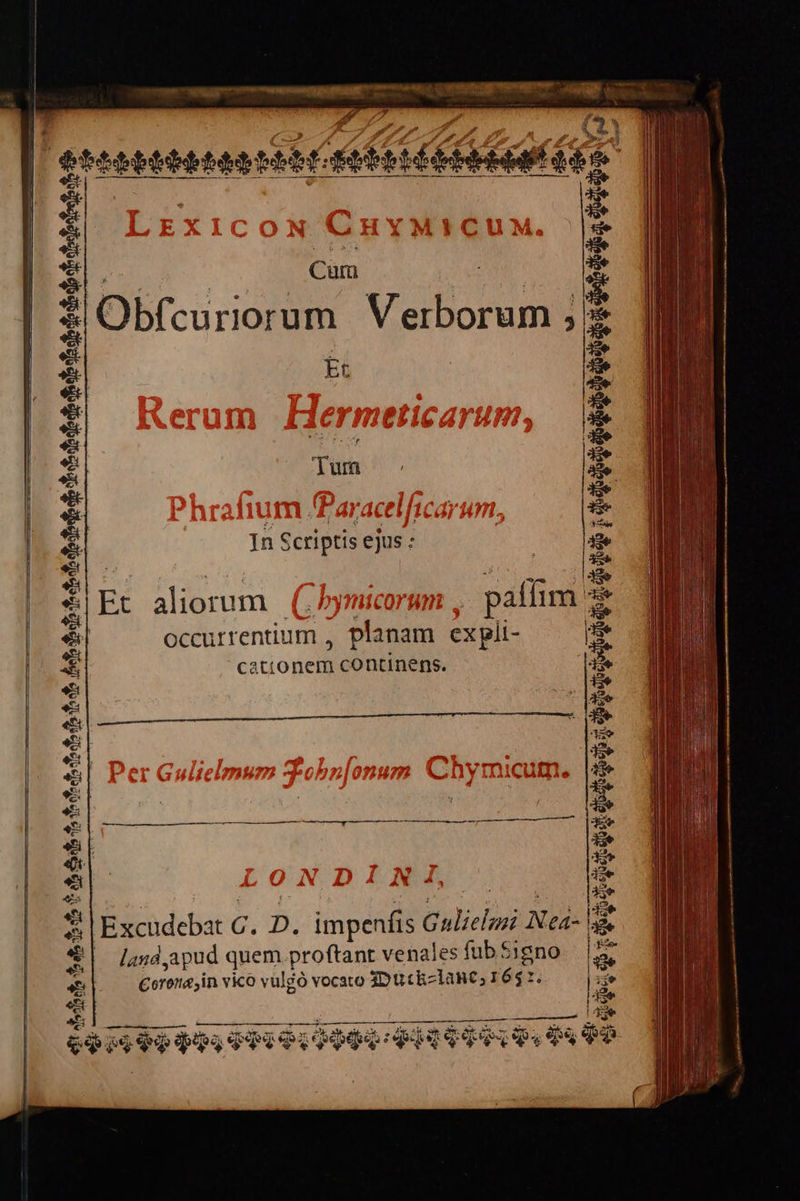 LEXICON CHYMICUM.
Cum
Obſcuriorum Verborum ;
Et
Rerum Hermeticarum,
Tum
Phraſium Paracelſicarum,
In Scriptis ejus :
Et aliorum Chymicorum , paſſim
occurrentium , planam expli-
cationem continens.
Per Gulielmum Johnſonum Chymicum.
LONDINI,
Excudebat G. D. impenſis Gulielmi Nea-
land, apud quem proſtant venales ſub Signo
Coronæ, in vico vulgò vocato Duck-lane, 1652.